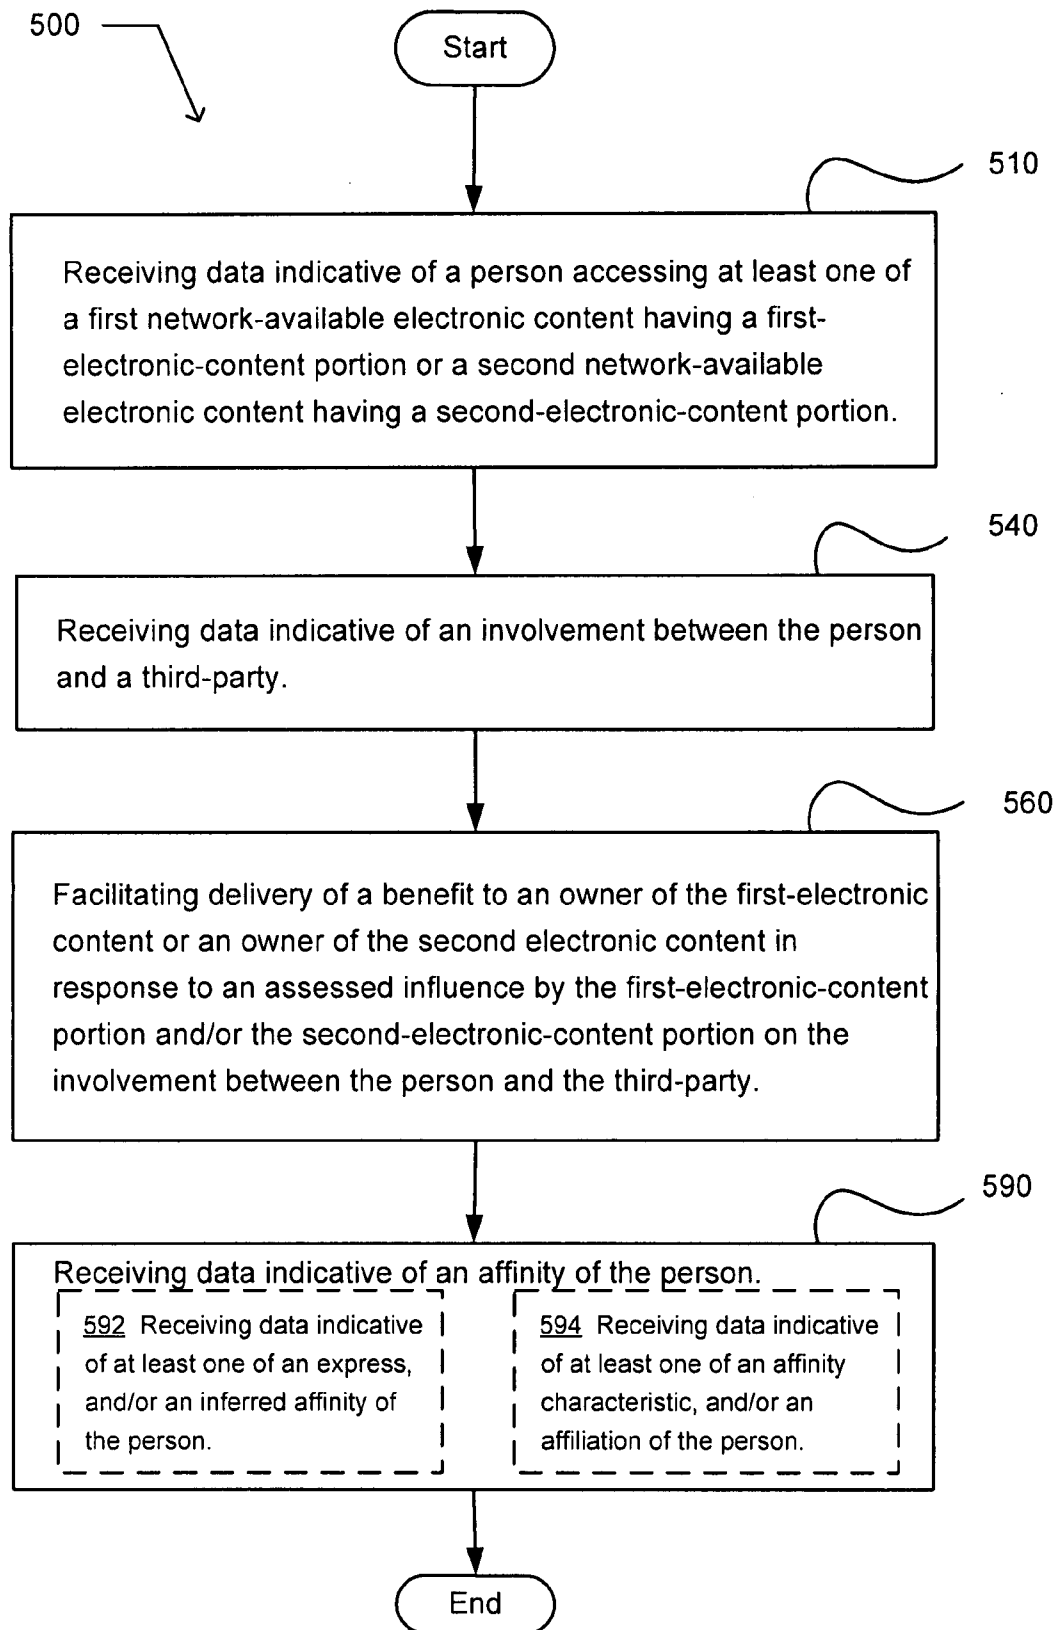 500
Start
510
Receiving data indicative of a person accessing at least one of
a first network-available electronic content having a first-
electronic-content portion or a second network-available
electronic content having a second-electronic-content portion.
540
Receiving data indicative of an involvement between the person
and a third-party.
560
Facilitating delivery of a benefit to an owner of the first-electronic
content or an owner of the second electronic content in
response to an assessed influence by the first-electronic-content
portion and/or the second-electronic-content portion on the
involvement between the person and the third-party.
590
Receiving data indicative of an affinity of the person.
592 Receiving data indicative
of at least one of an express,
and/or an inferred affinity of
the person.
594 Receiving data indicative
of at least one of an affinity
characteristic, and/or an
affiliation of the person.
End